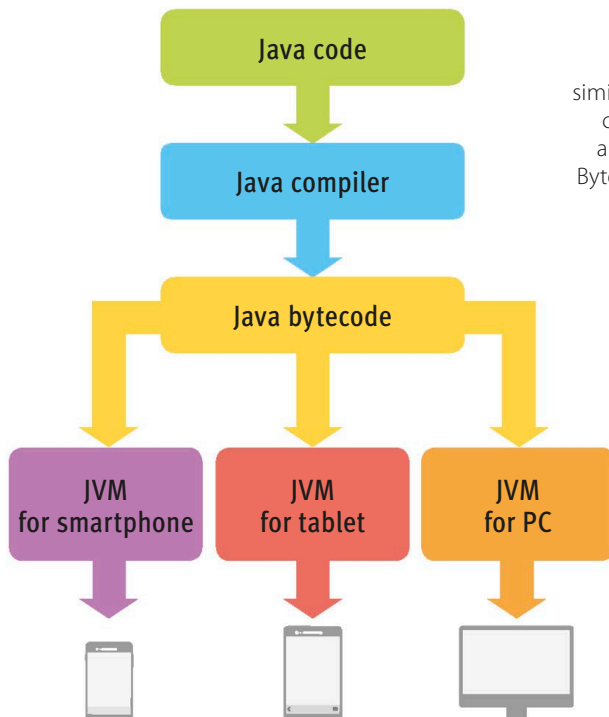 Java code
Java compiler
Java bytecode
JVM
for smartphone
JVM
for tablet
JVM
for PC